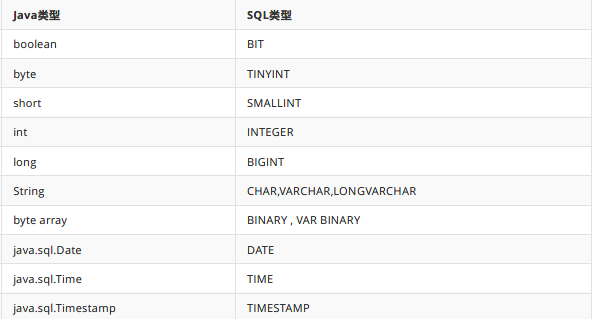 Java类型 SQL类型
boolean BIT
byte TINYINT
short SMALLINT
int INTEGER
long BIGINT
String CHAR,VARCHAR,LONGVARCHAR
byte array BINARY , VAR BINARY
java.sql.Date DATE
java.sql.Time TIME
java.sql.Timestamp TIMESTAMP